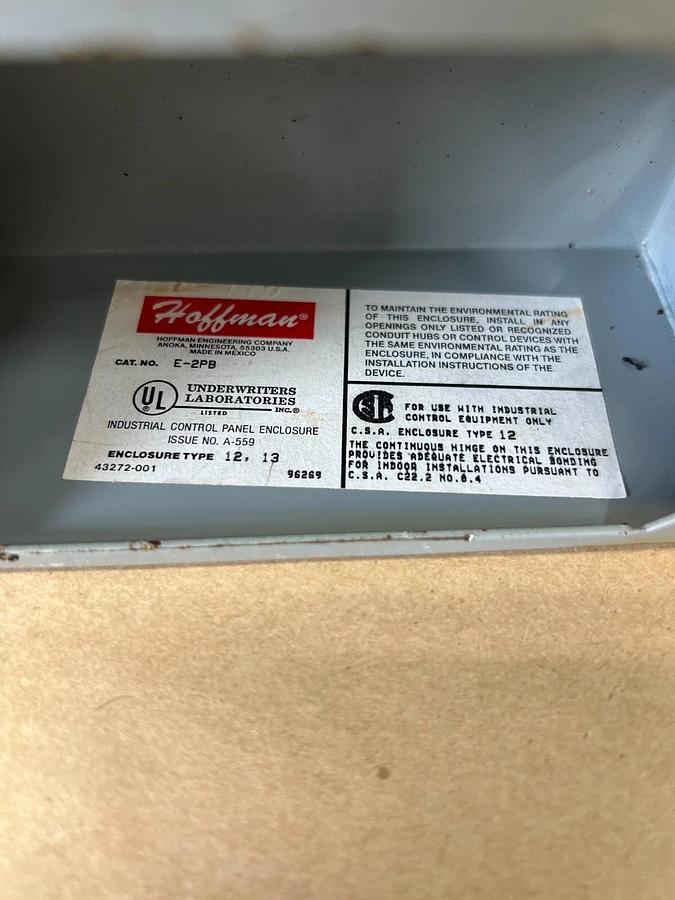 Hoffman®
HOFFMAN ENGINEERING COMPANY
ANOKA, MINNESOTA, 55303 U.S.A.
MADE IN MEXICO
CAT. NO. E-2PB
UL
UNDERWRITERS
LABORATORIES
INC.®
LISTED
INDUSTRIAL CONTROL PANEL ENCLOSURE
ISSUE NO. A-559
ENCLOSURE TYPE 12, 13
43272-001
96269
TO MAINTAIN THE ENVIRONMENTAL RATING
OF THIS ENCLOSURE, INSTALL IN ANY
OPENINGS ONLY LISTED OR RECOGNIZED
CONDUIT HUBS OR CONTROL DEVICES WITH
THE SAME ENVIRONMENTAL RATING AS THE
ENCLOSURE, IN COMPLIANCE WITH THE
INSTALLATION INSTRUCTIONS OF THE
DEVICE.
SA
FOR USE WITH INDUSTRIAL
CONTROL EQUIPMENT ONLY
C.S.A. ENCLOSURE TYPE 12
THE CONTINUOUS HINGE ON THIS ENCLOSURE
PROVIDES ADEQUATE ELECTRICAL BONDING
FOR INDOOR INSTALLATIONS PURSUANT TO
C.S.A. C22.2 NO.0.4